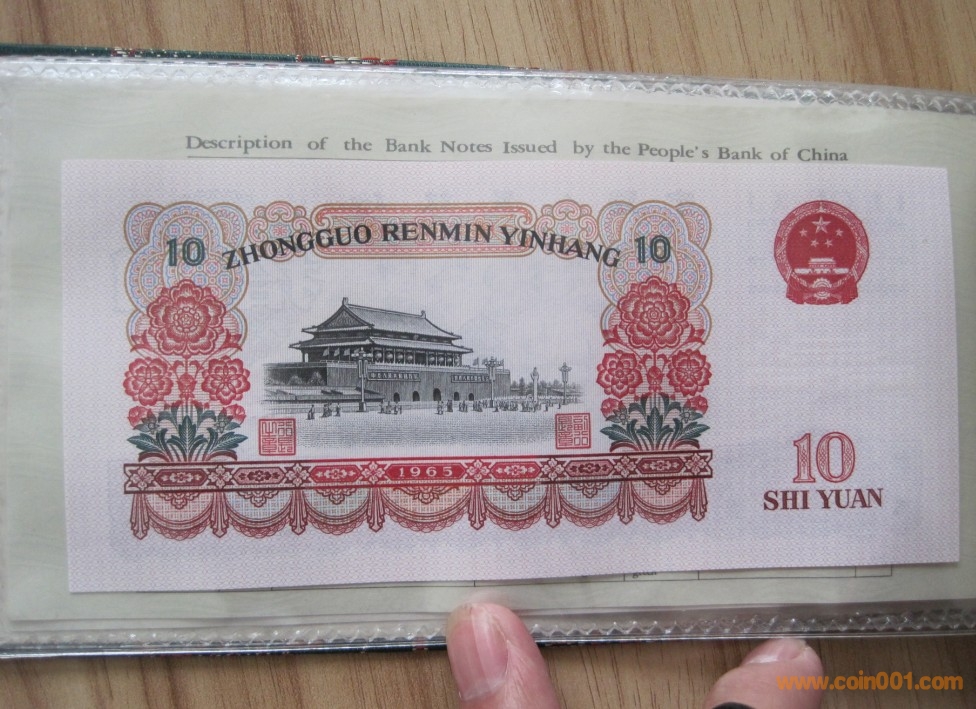 Description of the Bank Notes Issued by the People's Bank of China
10 ZHONGGUO RENMIN YINHANG 10
1965
10
SHI YUAN
www.coin001.com